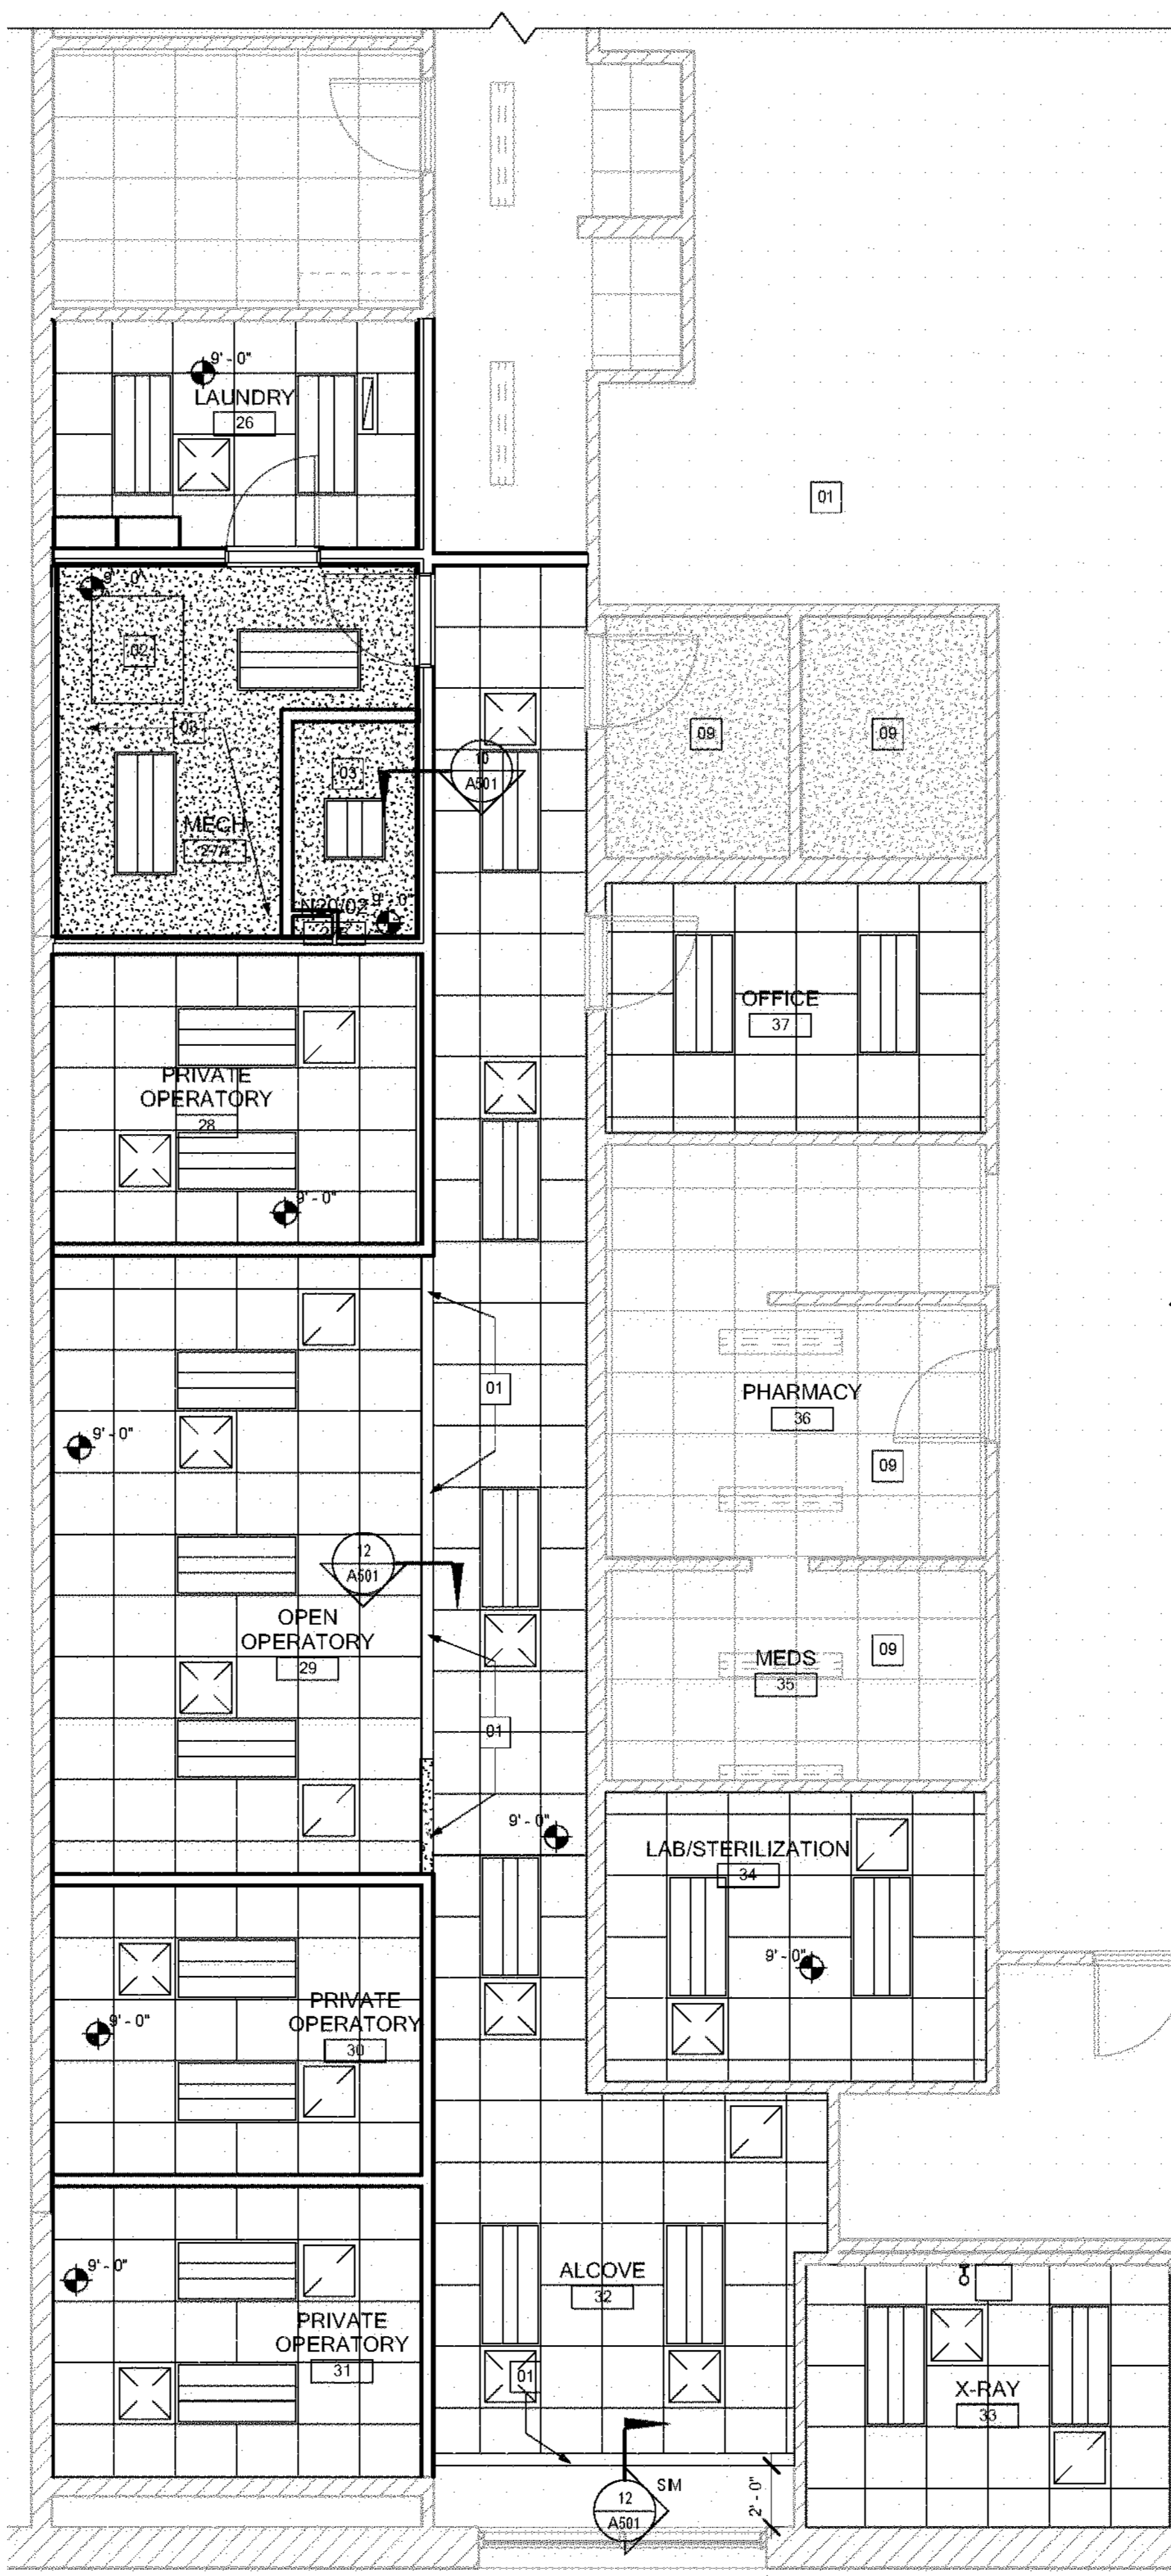 9' - 0"
LAUNDRY
26
01
9' - 0"
02
09
09
03
10
A501
MECH
27A
9' - 0"
OFFICE
37
PRIVATE
OPERATORY
28
9' - 0"
01
PHARMACY
36
9' - 0"
09
12
A501
OPEN
OPERATORY
29
MEDS
35
09
01
9' - 0"
LAB/STERILIZATION
34
9' - 0"
PRIVATE
OPERATORY
30
9' - 0"
9' - 0"
ALCOVE
32
PRIVATE
OPERATORY
31
01
X-RAY
33
SIM
12
A501
2' - 0"